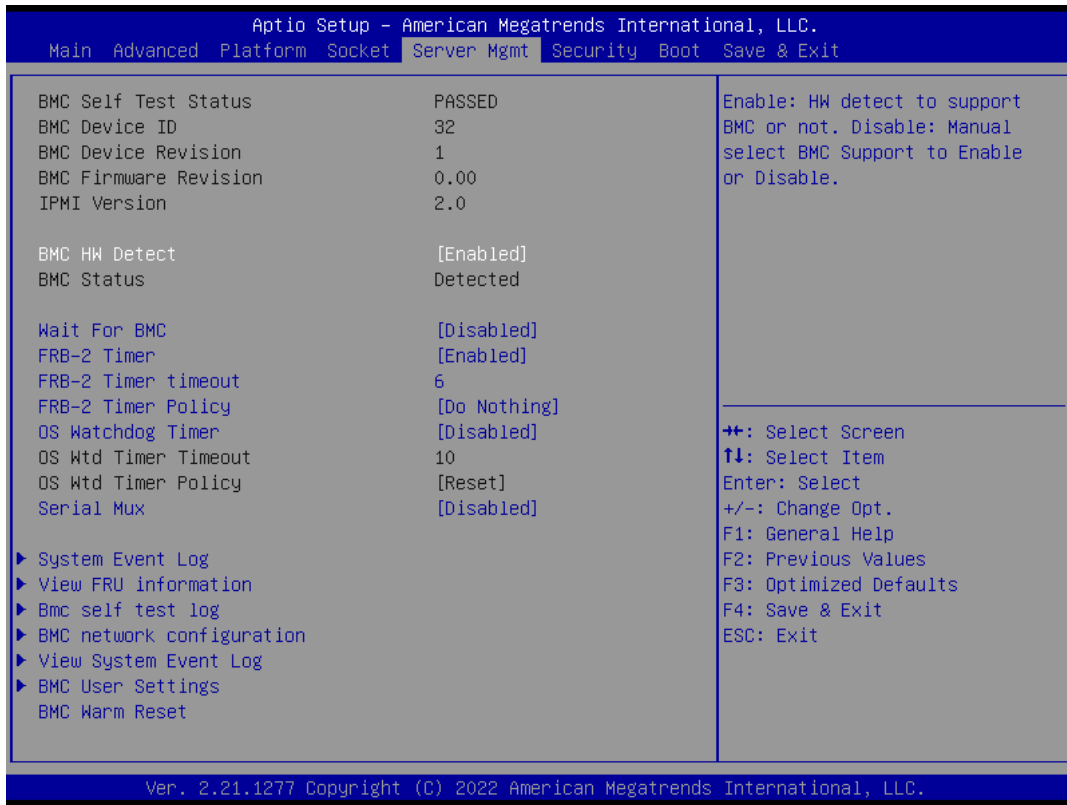 Aptio Setup – American Megatrends International, LLC.
Main Advanced Platform Socket Server Mgmt Security Boot Save & Exit
BMC Self Test Status PASSED
BMC Device ID 32
BMC Device Revision 1
BMC Firmware Revision 0.00
IPMI Version 2.0
BMC HW Detect [Enabled]
BMC Status Detected
Wait For BMC [Disabled]
FRB-2 Timer [Enabled]
FRB-2 Timer timeout 6
FRB-2 Timer Policy [Do Nothing]
OS Watchdog Timer [Disabled]
OS Wtd Timer Timeout 10
OS Wtd Timer Policy [Reset]
Serial Mux [Disabled]
▶ System Event Log
▶ View FRU information
▶ Bmc self test log
▶ BMC network configuration
▶ View System Event Log
▶ BMC User Settings
BMC Warm Reset
Enable: HW detect to support
BMC or not. Disable: Manual
select BMC Support to Enable
or Disable.
→←: Select Screen
↑↓: Select Item
Enter: Select
+/-: Change Opt.
F1: General Help
F2: Previous Values
F3: Optimized Defaults
F4: Save & Exit
ESC: Exit
Ver. 2.21.1277 Copyright (C) 2022 American Megatrends International, LLC.